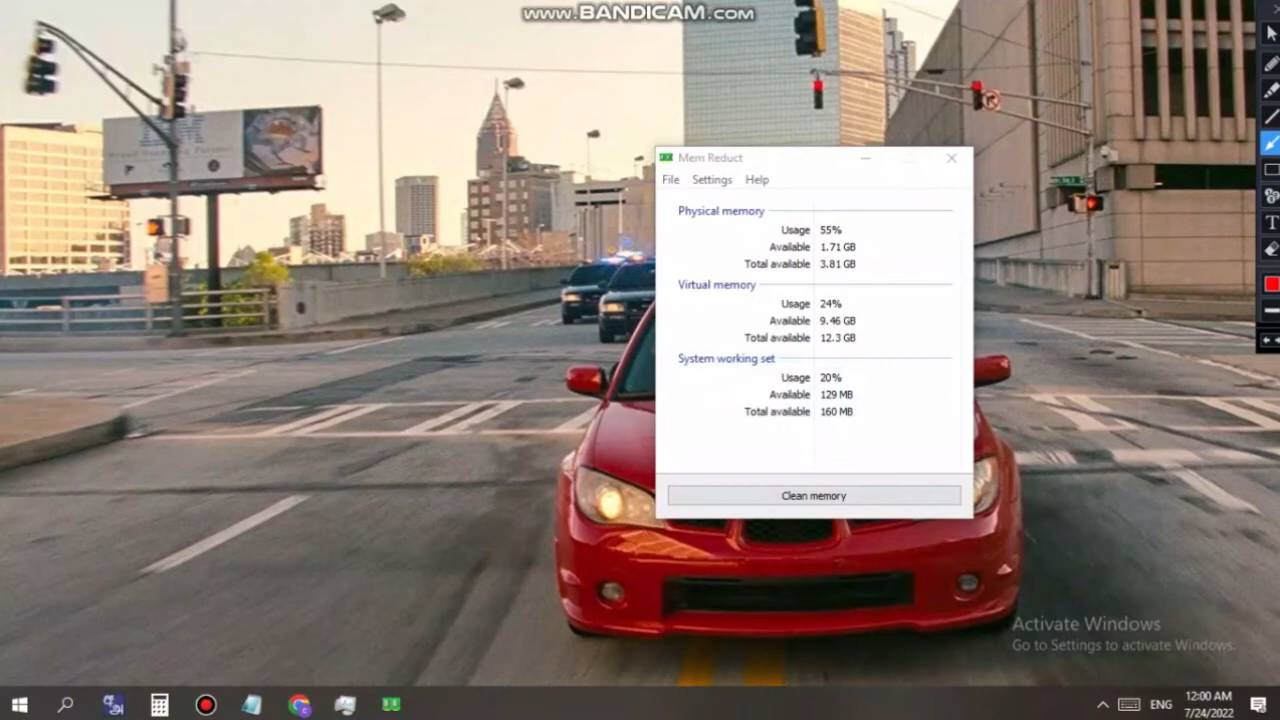 www.BANDICAM.com
Mem Reduct
File Settings Help
Physical memory
Usage 55%
Available 1.71 GB
Total available 3.81 GB
Virtual memory
Usage 24%
Available 9.46 GB
Total available 12.3 GB
System working set
Usage 20%
Available 129 MB
Total available 160 MB
Clean memory
Activate Windows
Go to Settings to activate Windows.
ENG
12:00 AM
7/24/2022